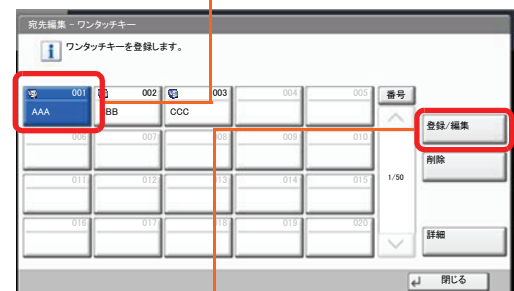 宛先編集 - ワンタッチキー
ワンタッチキーを登録します。
001 002 003 004 005 番号
AAA BB CCC
登録/編集
006 007 008 009 010
削除
011 012 013 014 015 1/50
016 017 018 019 020
詳細
閉じる